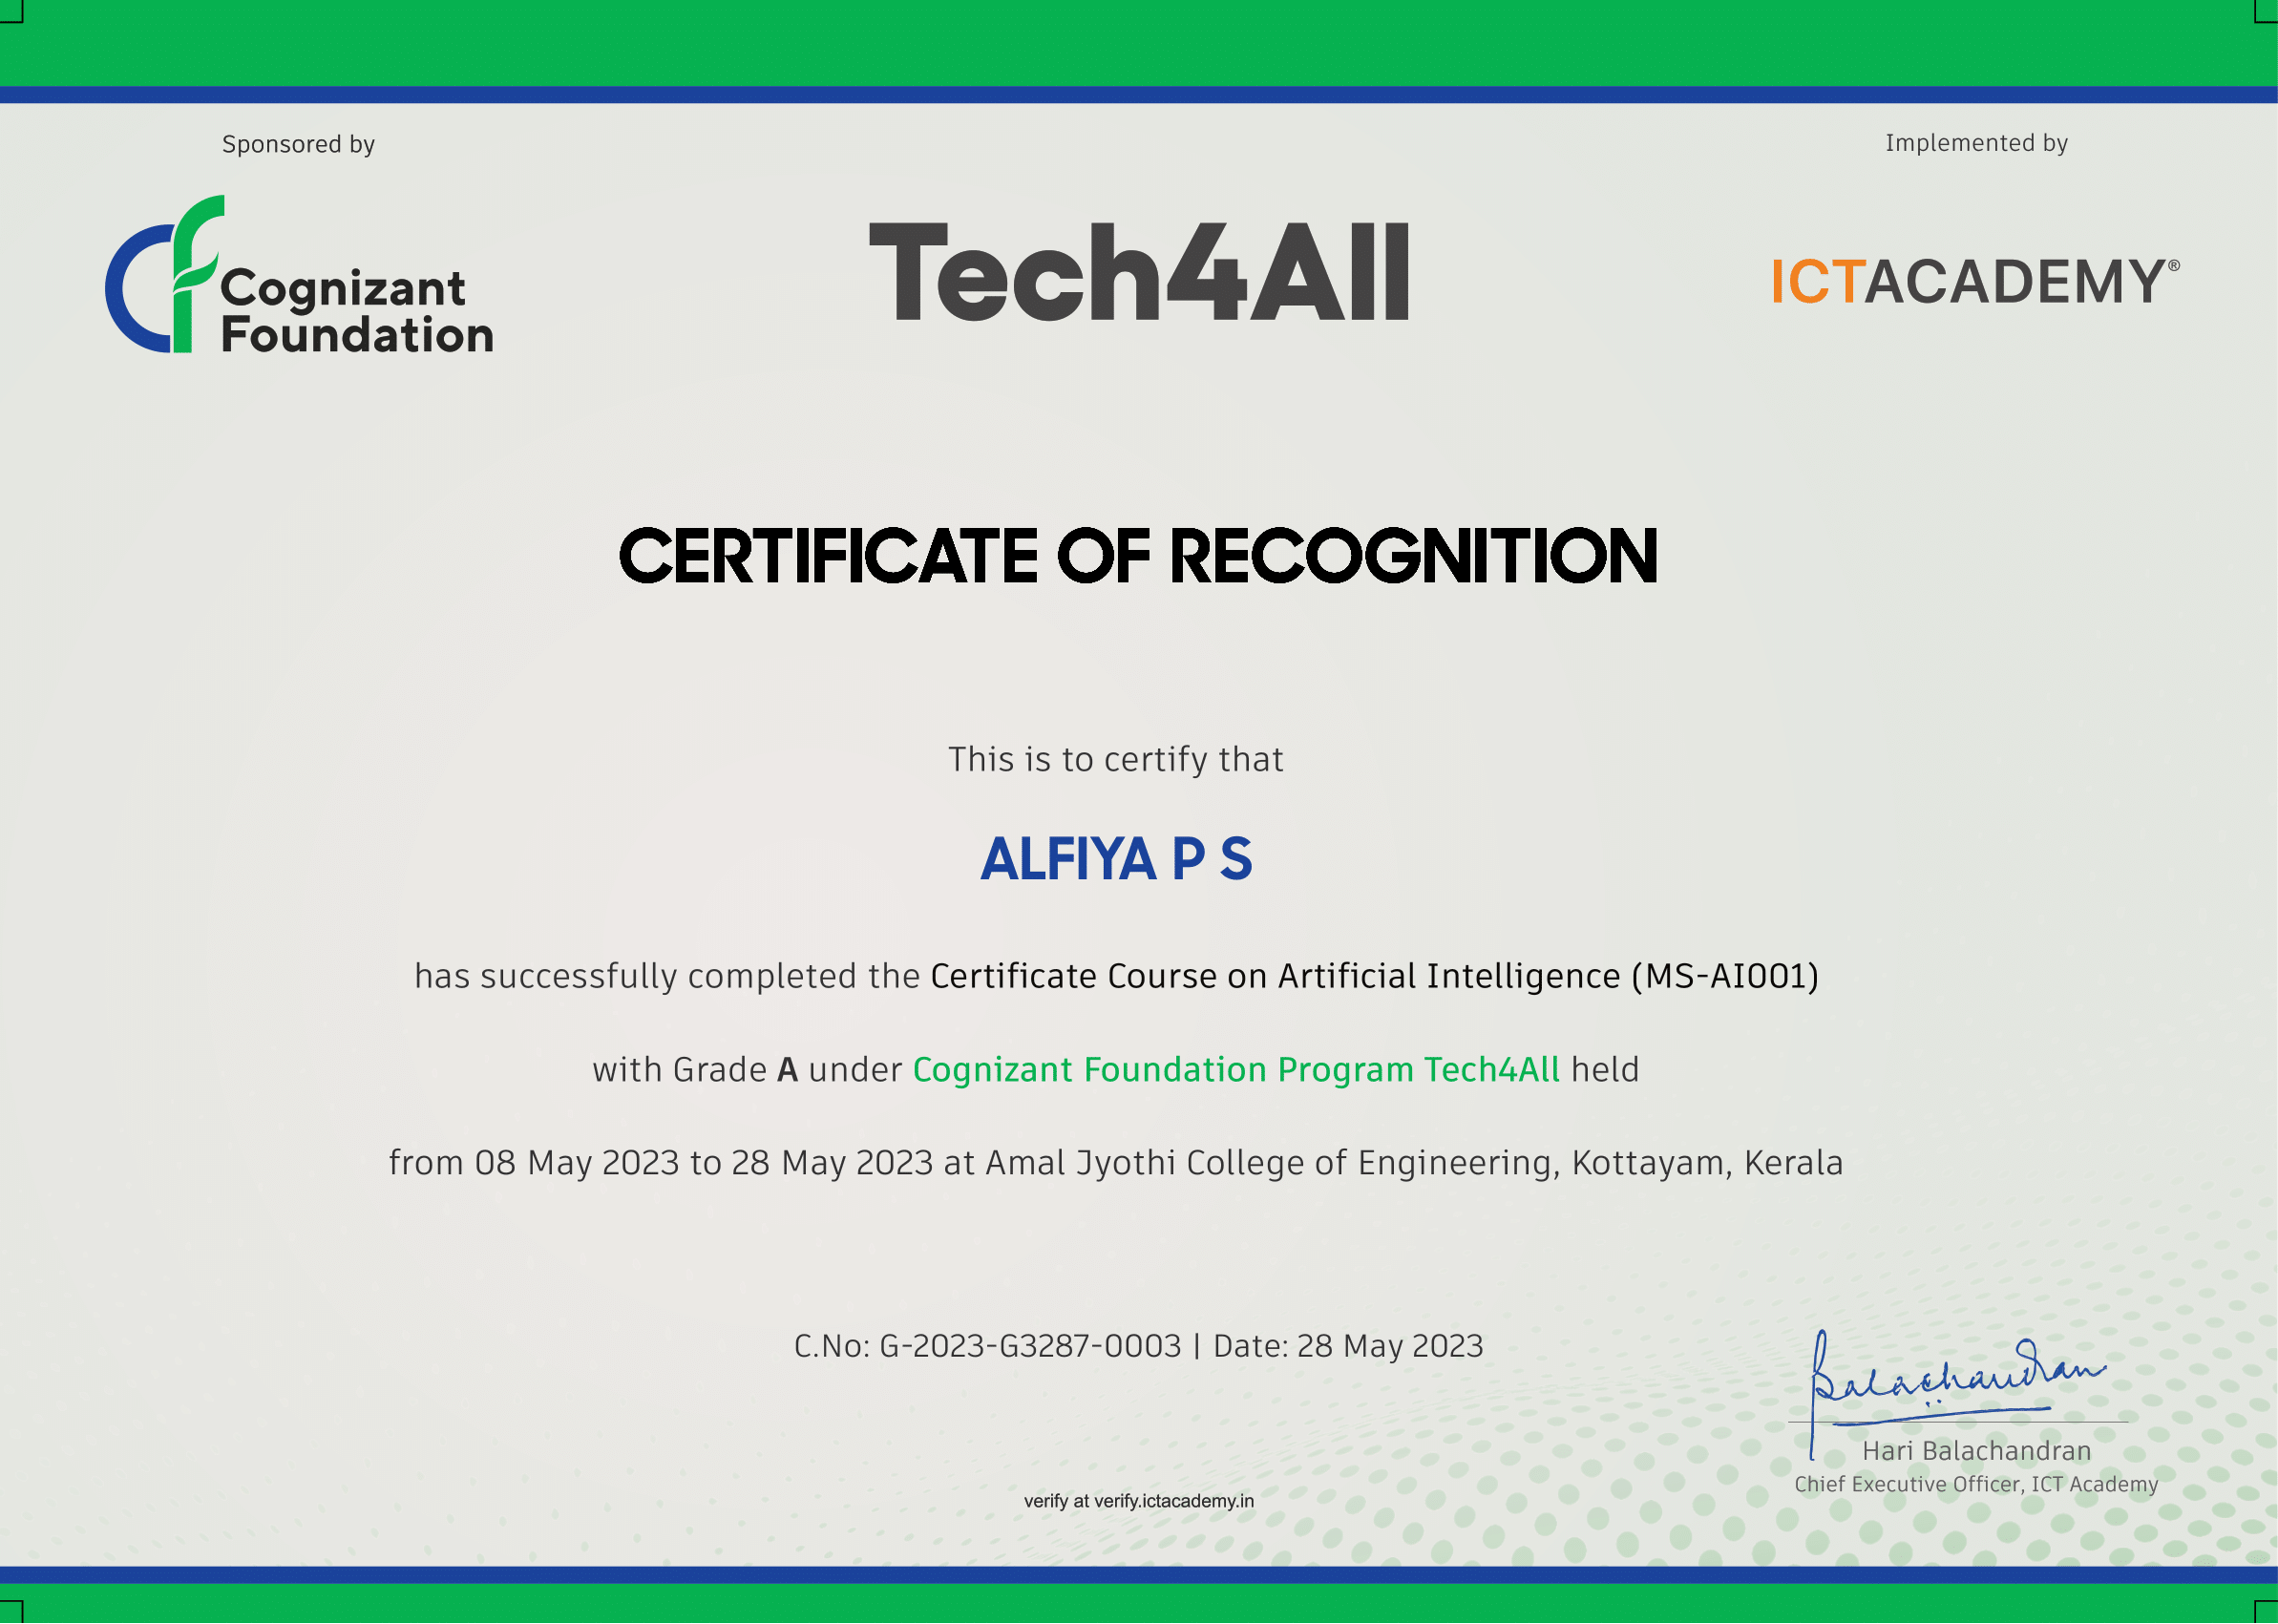 Sponsored by
Implemented by
Cognizant
Foundation
Tech4All
ICTACADEMY®
CERTIFICATE OF RECOGNITION
This is to certify that
ALFIYA P S
has successfully completed the Certificate Course on Artificial Intelligence (MS-AI001)
with Grade A under Cognizant Foundation Program Tech4All held
from 08 May 2023 to 28 May 2023 at Amal Jyothi College of Engineering, Kottayam, Kerala
C.No: G-2023-G3287-0003 | Date: 28 May 2023
Balachandran
Hari Balachandran
Chief Executive Officer, ICT Academy
verify at verify.ictacademy.in